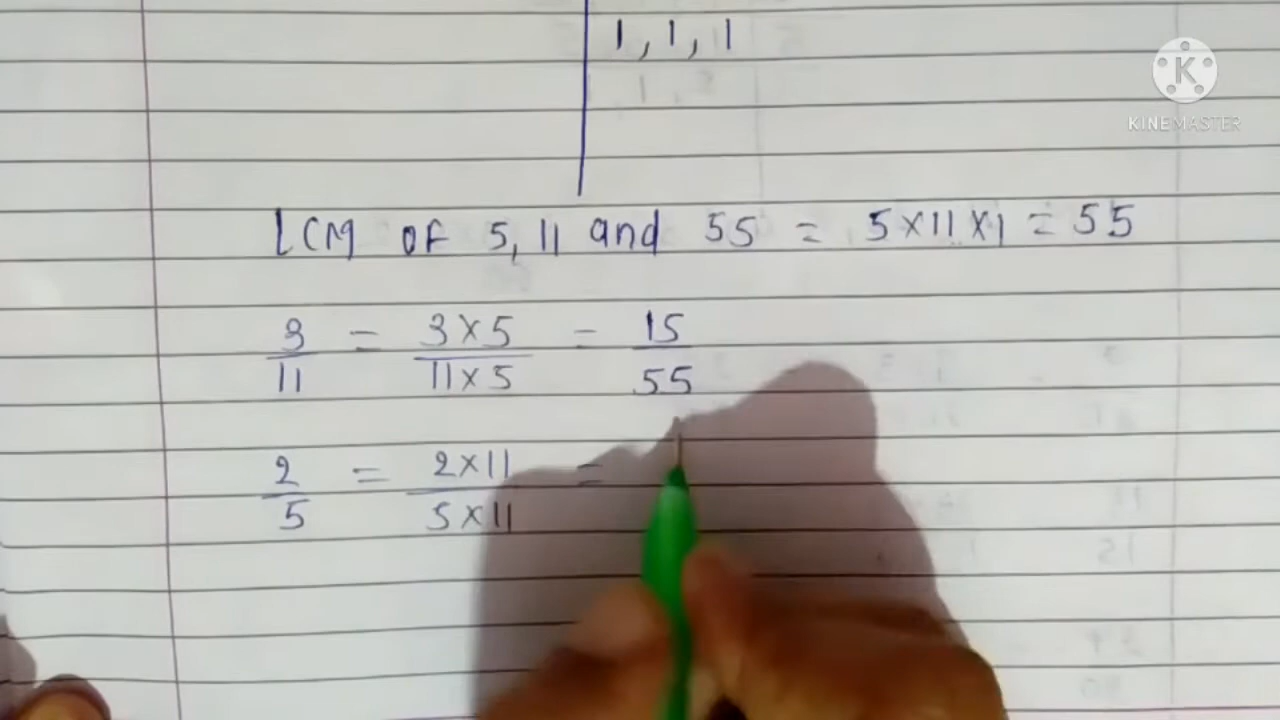 1, 1, 1
KINEMASTER
LCM OF 5, 11 and 55 = 5×11×1 = 55
3/11 = 3×5/11×5 = 15/55
2/5 = 2×11/5×11 =